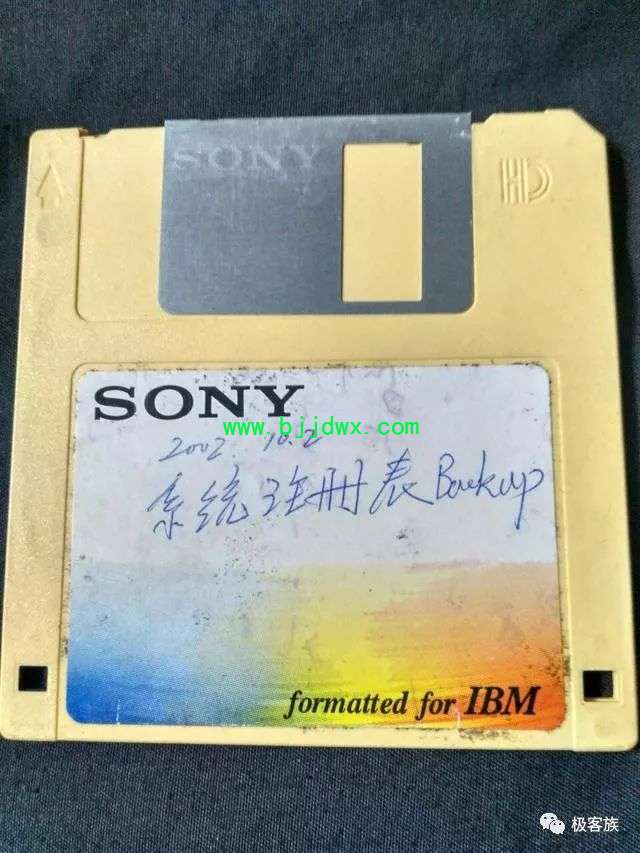 SONY
HD
SONY
www.bjjdwx.com
2002 10.2
系统注册表Backup
formatted for IBM
极客族